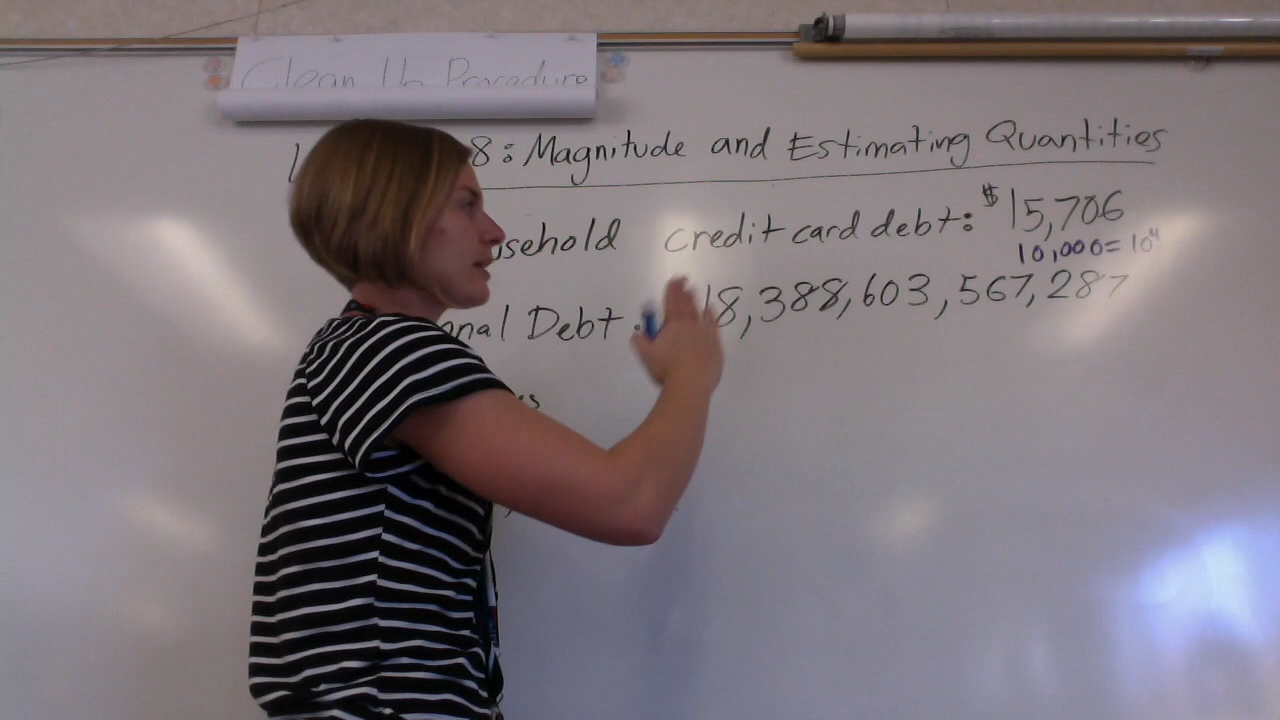 Clean Up Procedure
8: Magnitude and Estimating Quantities
usehold credit card debt: $15,706
10,000 = 10⁴
onal Debt: 18,388,603,567,287
es